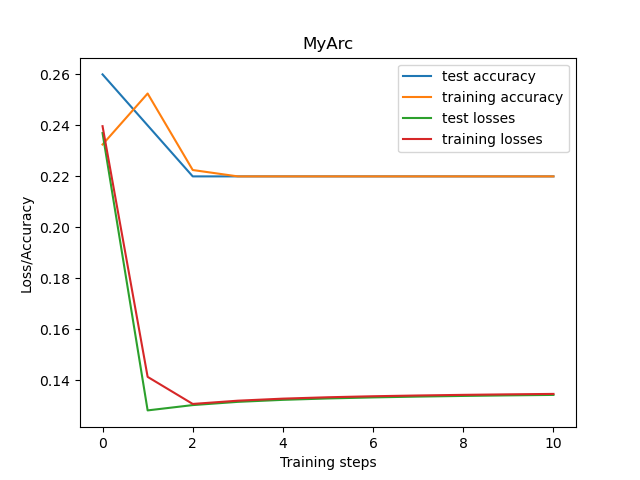 MyArc
test accuracy
training accuracy
test losses
training losses
Loss/Accuracy
0.26
0.24
0.22
0.20
0.18
0.16
0.14
0 2 4 6 8 10
Training steps